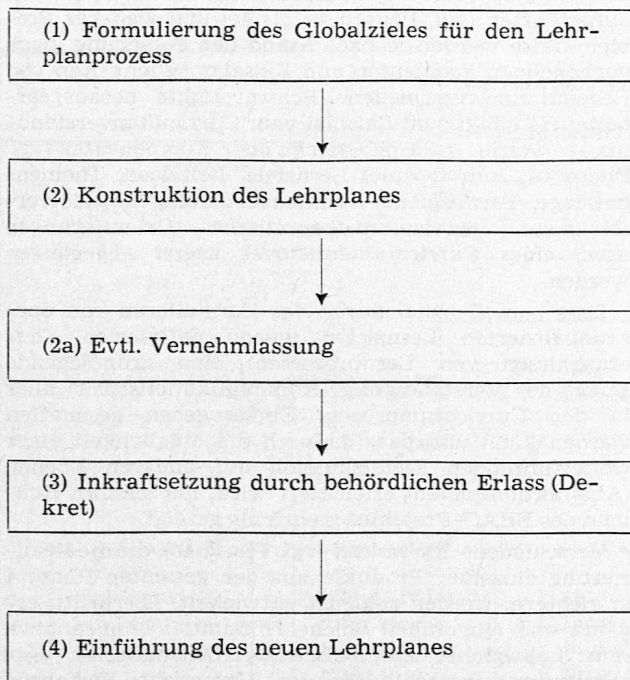 (1) Formulierung des Globalzieles für den Lehr-
planprozess
(2) Konstruktion des Lehrplanes
(2a) Evtl. Vernehmlassung
(3) Inkraftsetzung durch behördlichen Erlass (De-
kret)
(4) Einführung des neuen Lehrplanes